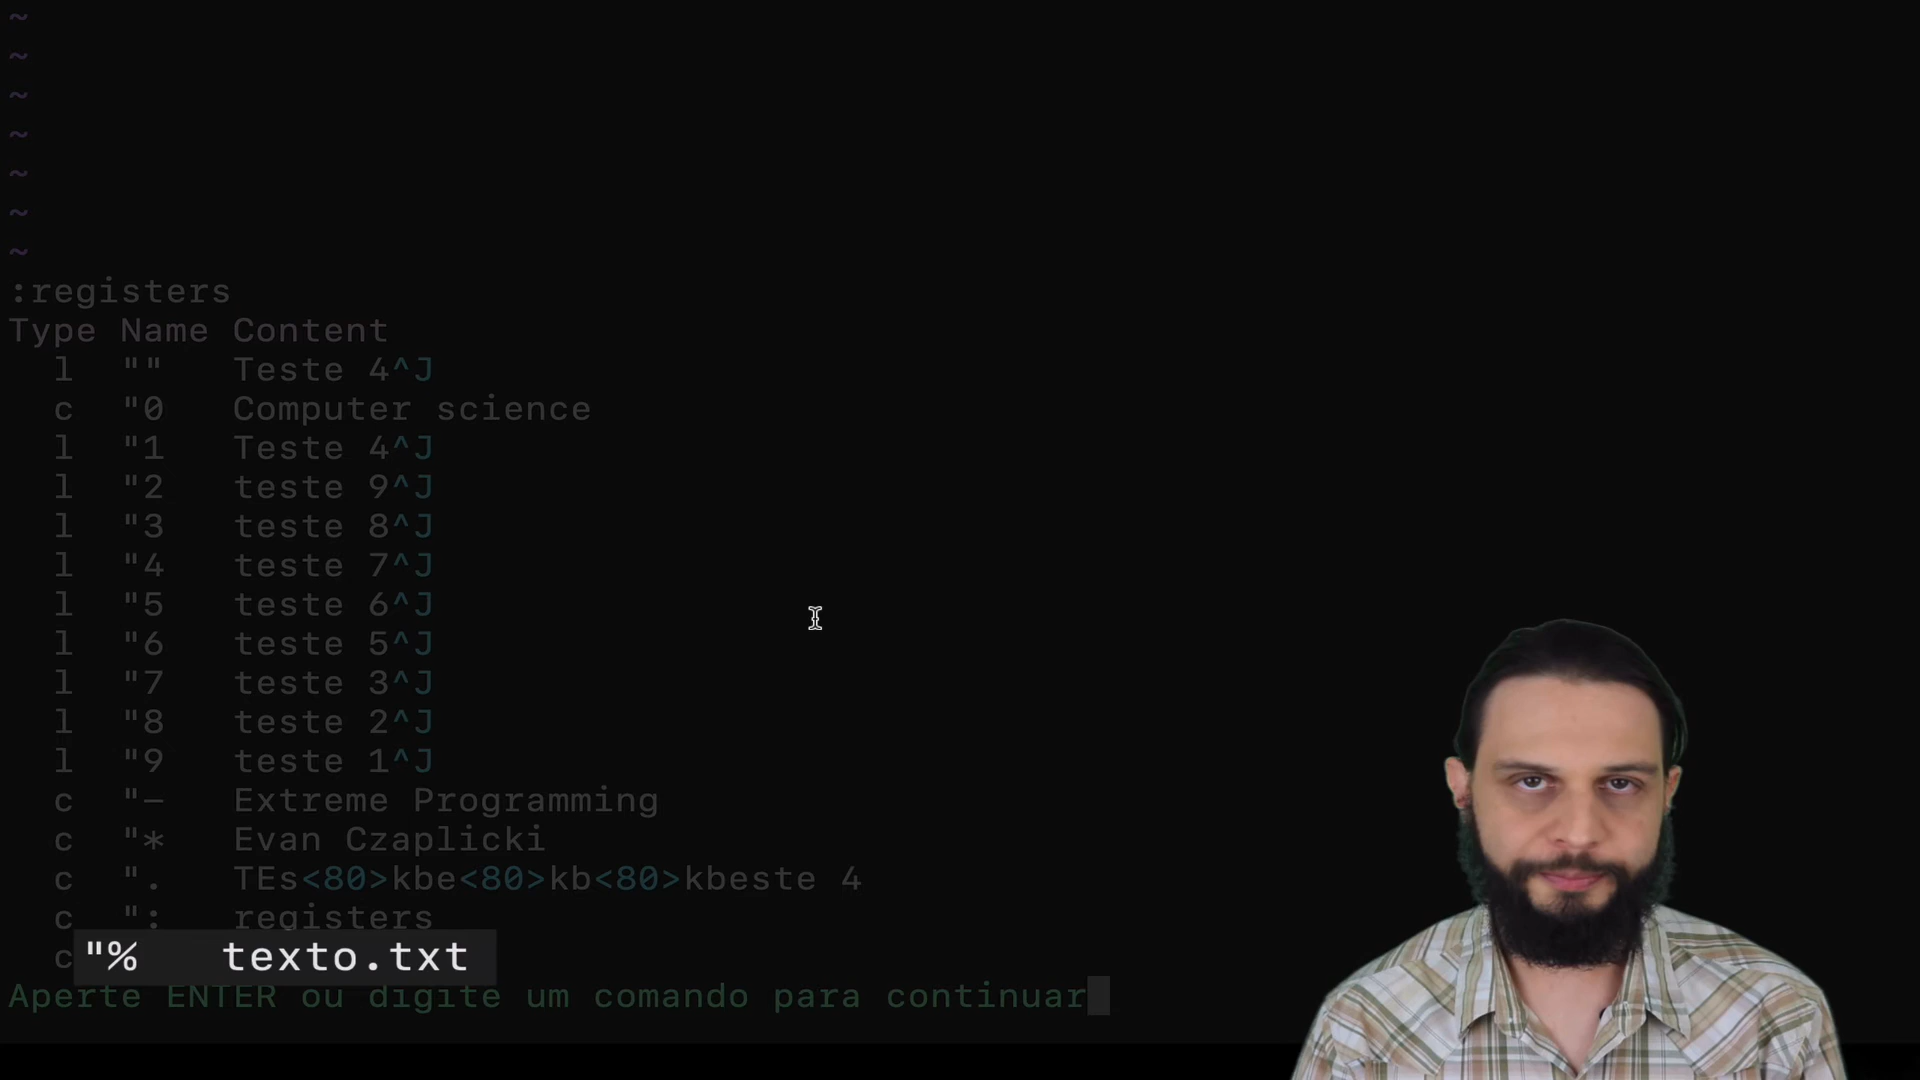 ~
~
~
~
~
~
~
:registers
Type Name Content
l "" Teste 4^J
c "0 Computer science
l "1 Teste 4^J
l "2 teste 9^J
l "3 teste 8^J
l "4 teste 7^J
l "5 teste 6^J
l "6 teste 5^J
l "7 teste 3^J
l "8 teste 2^J
l "9 teste 1^J
c "- Extreme Programming
c "* Evan Czaplicki
c ". TEs<80>kbe<80>kb<80>kbeste 4
c ": registers
c "% texto.txt
Aperte ENTER ou digite um comando para continuar